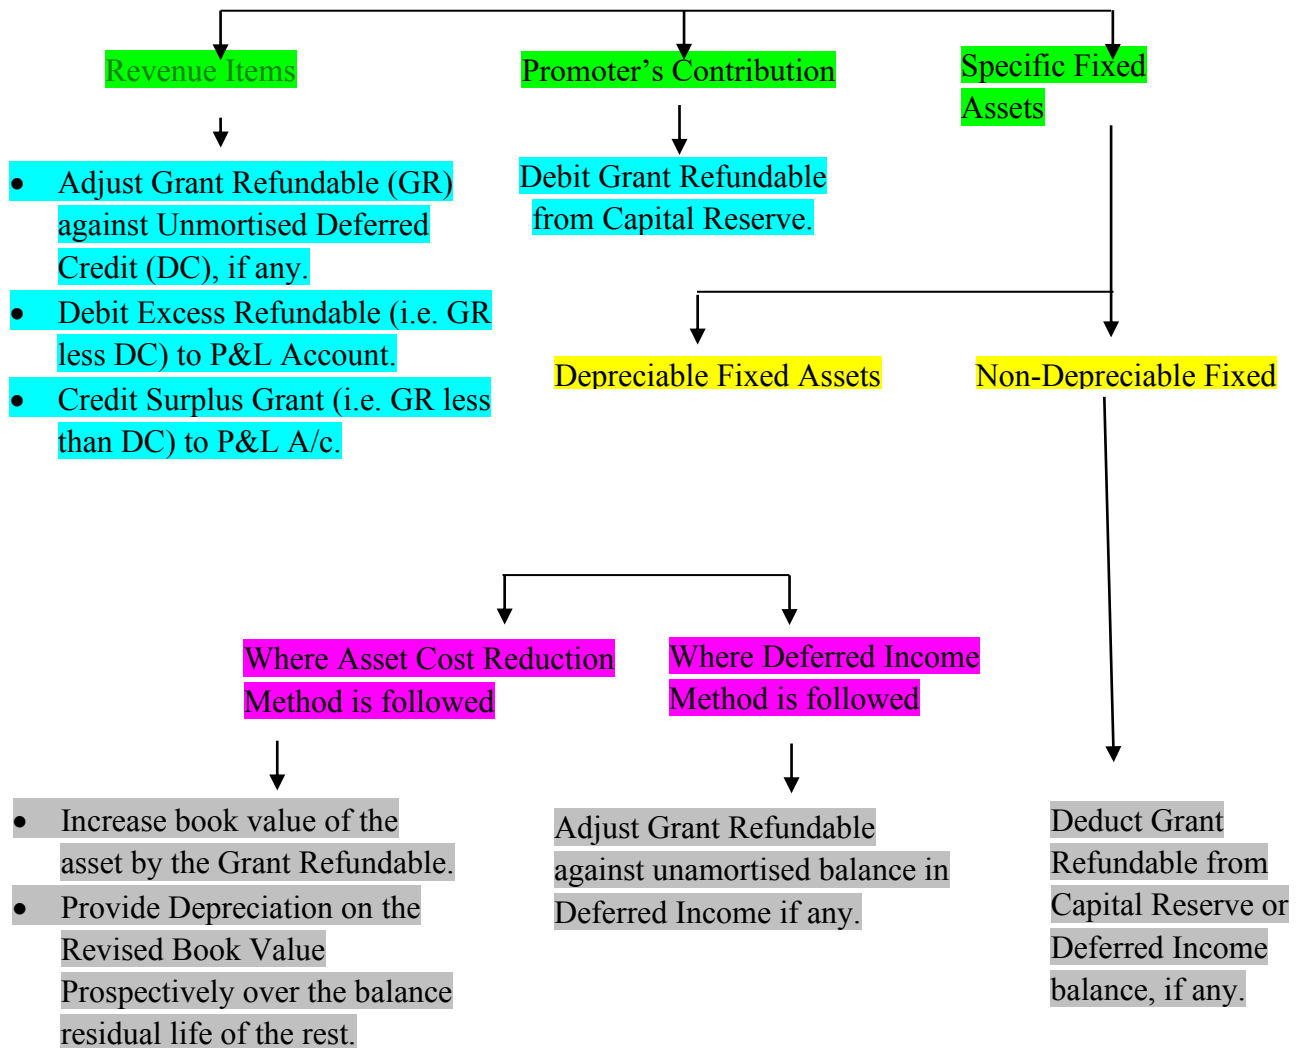 Revenue Items
Promoter's Contribution
Specific Fixed
Assets
• Adjust Grant Refundable (GR)
against Unmortised Deferred
Credit (DC), if any.
• Debit Excess Refundable (i.e. GR
less DC) to P&L Account.
• Credit Surplus Grant (i.e. GR less
than DC) to P&L A/c.
Debit Grant Refundable
from Capital Reserve.
Depreciable Fixed Assets
Non-Depreciable Fixed
Where Asset Cost Reduction
Method is followed
Where Deferred Income
Method is followed
• Increase book value of the
asset by the Grant Refundable.
• Provide Depreciation on the
Revised Book Value
Prospectively over the balance
residual life of the rest.
Adjust Grant Refundable
against unamortised balance in
Deferred Income if any.
Deduct Grant
Refundable from
Capital Reserve or
Deferred Income
balance, if any.